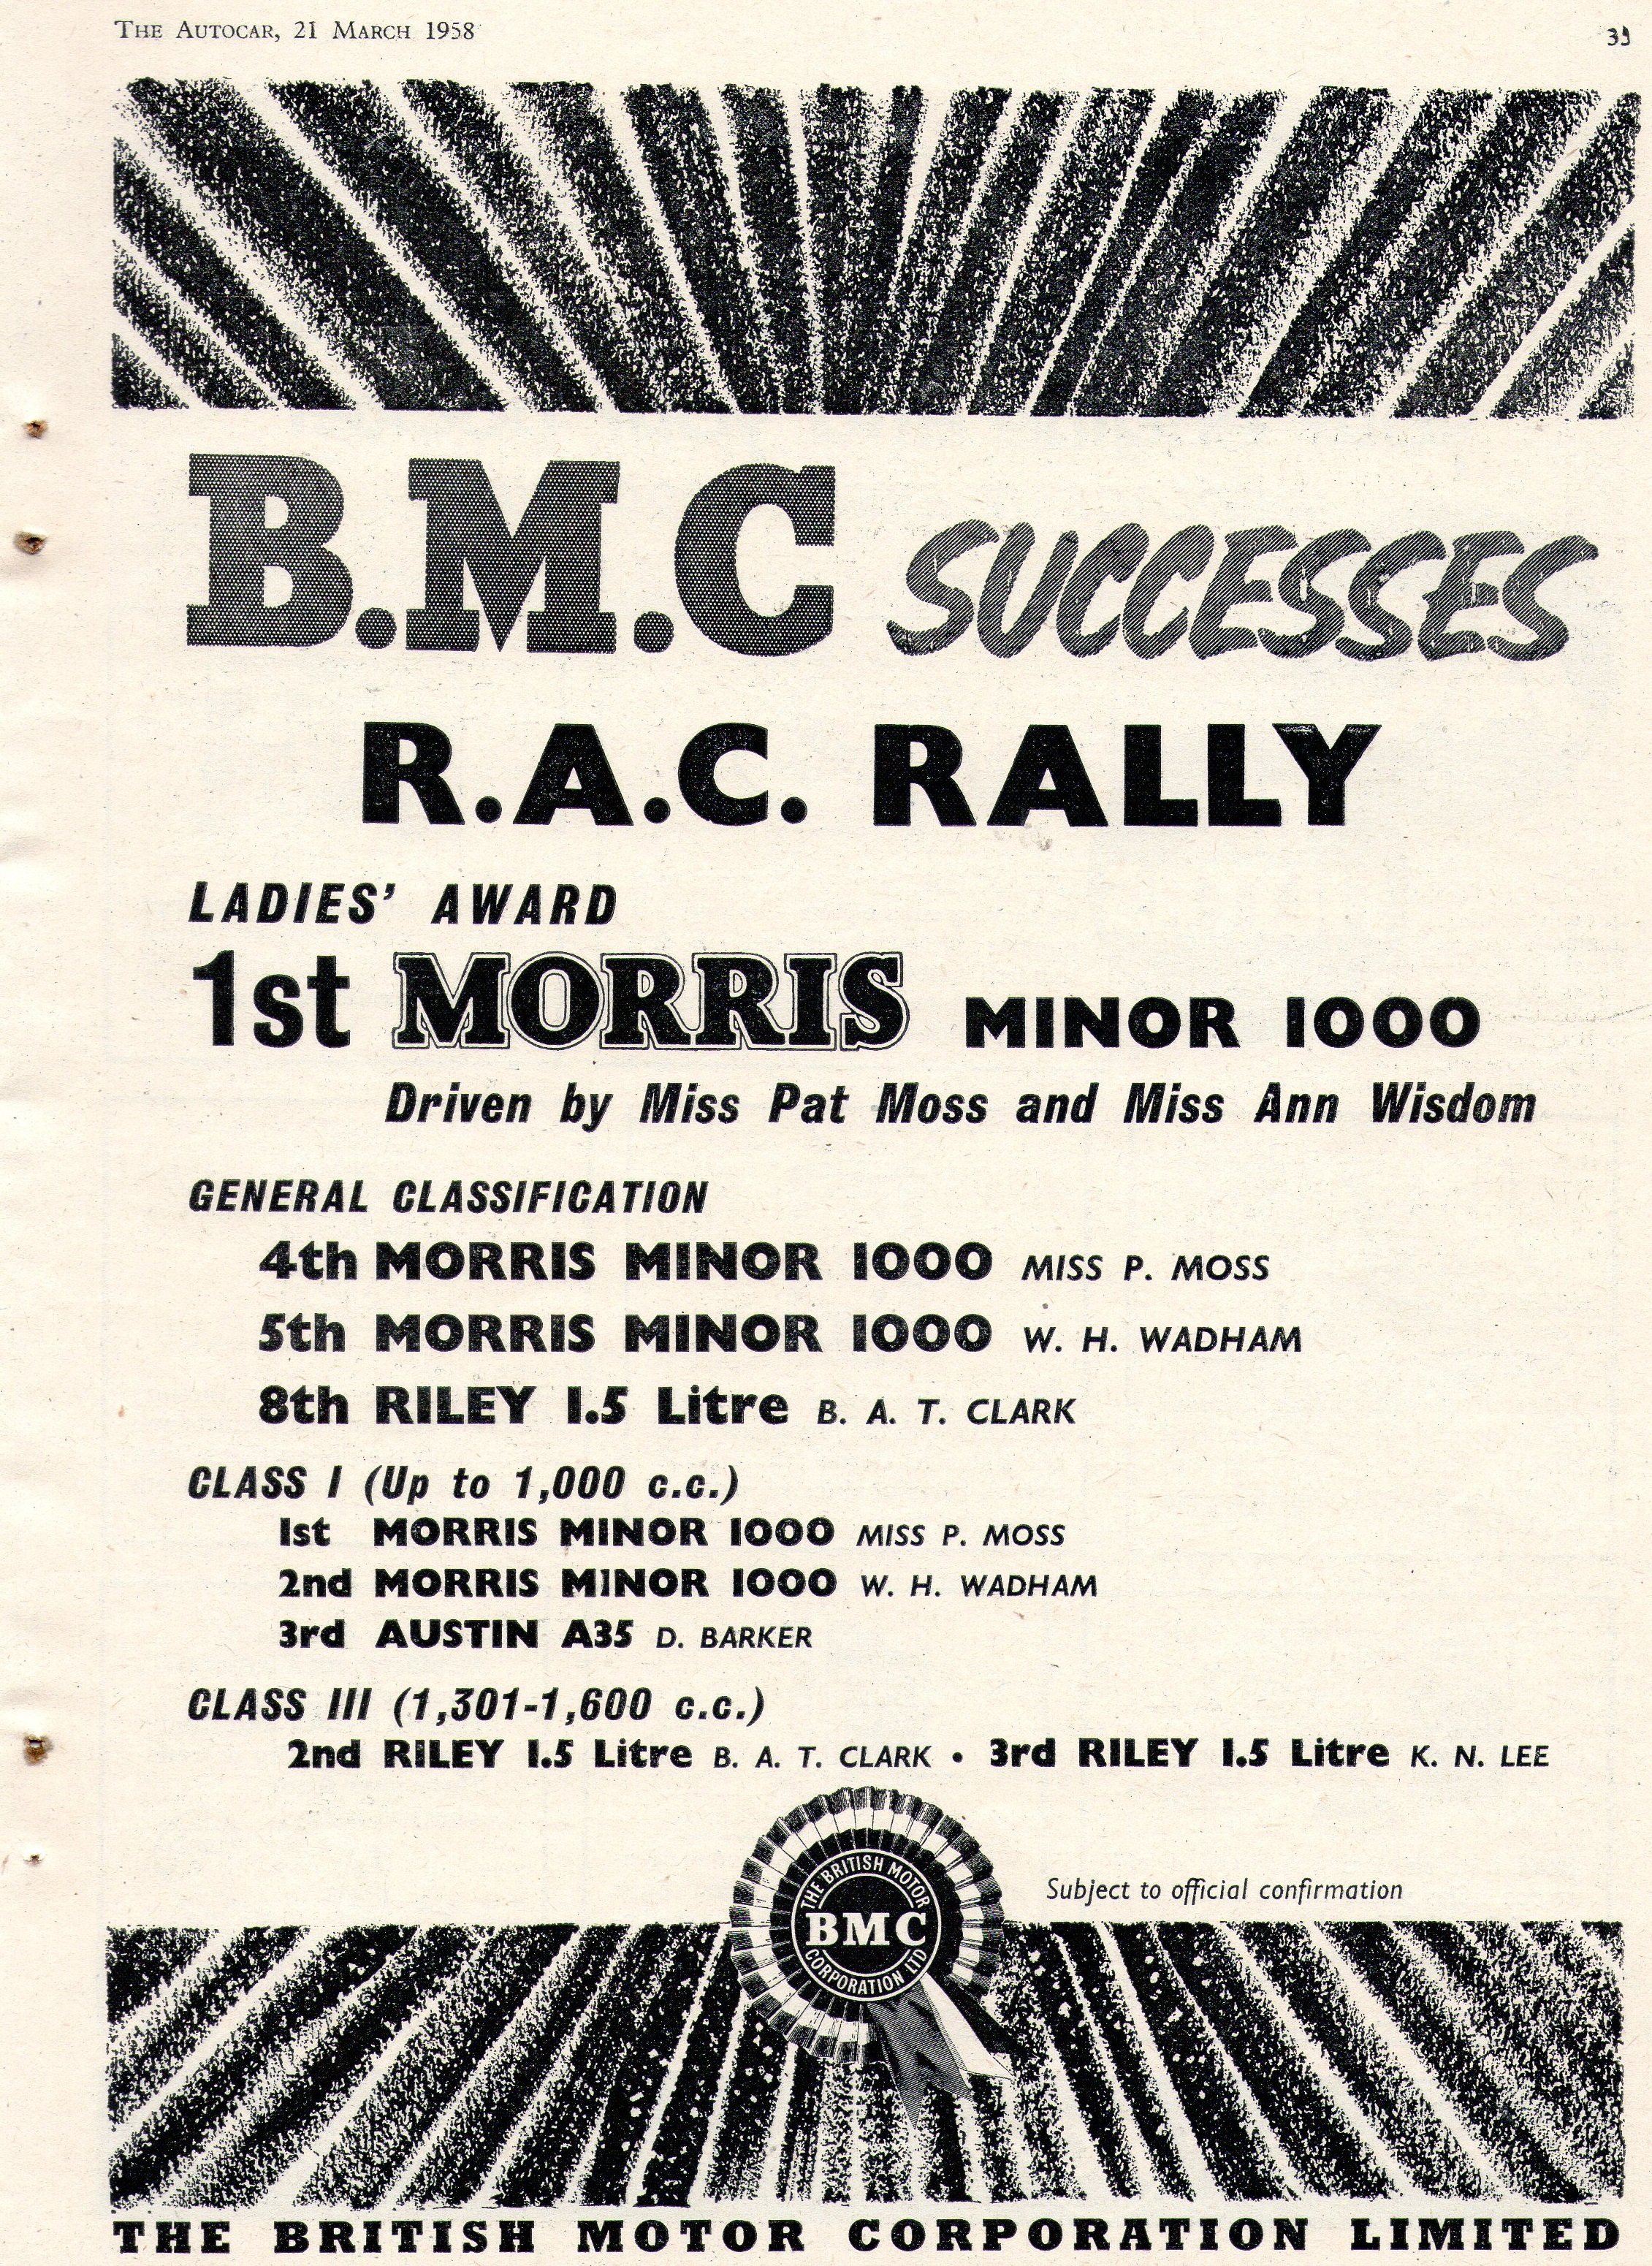 THE AUTOCAR, 21 MARCH 1958
B.M.C SUCCESSES
R.A.C. RALLY
LADIES' AWARD
1st MORRIS MINOR 1000
Driven by Miss Pat Moss and Miss Ann Wisdom
GENERAL CLASSIFICATION
4th MORRIS MINOR 1000 MISS P. MOSS
5th MORRIS MINOR 1000 W. H. WADHAM
8th RILEY 1.5 Litre B. A. T. CLARK
CLASS I (Up to 1,000 c.c.)
1st MORRIS MINOR 1000 MISS P. MOSS
2nd MORRIS MINOR 1000 W. H. WADHAM
3rd AUSTIN A35 D. BARKER
CLASS III (1,301-1,600 c.c.)
2nd RILEY 1.5 Litre B. A. T. CLARK • 3rd RILEY 1.5 Litre K. N. LEE
THE BRITISH MOTOR
BMC
CORPORATION LTD
Subject to official confirmation
THE BRITISH MOTOR CORPORATION LIMITED